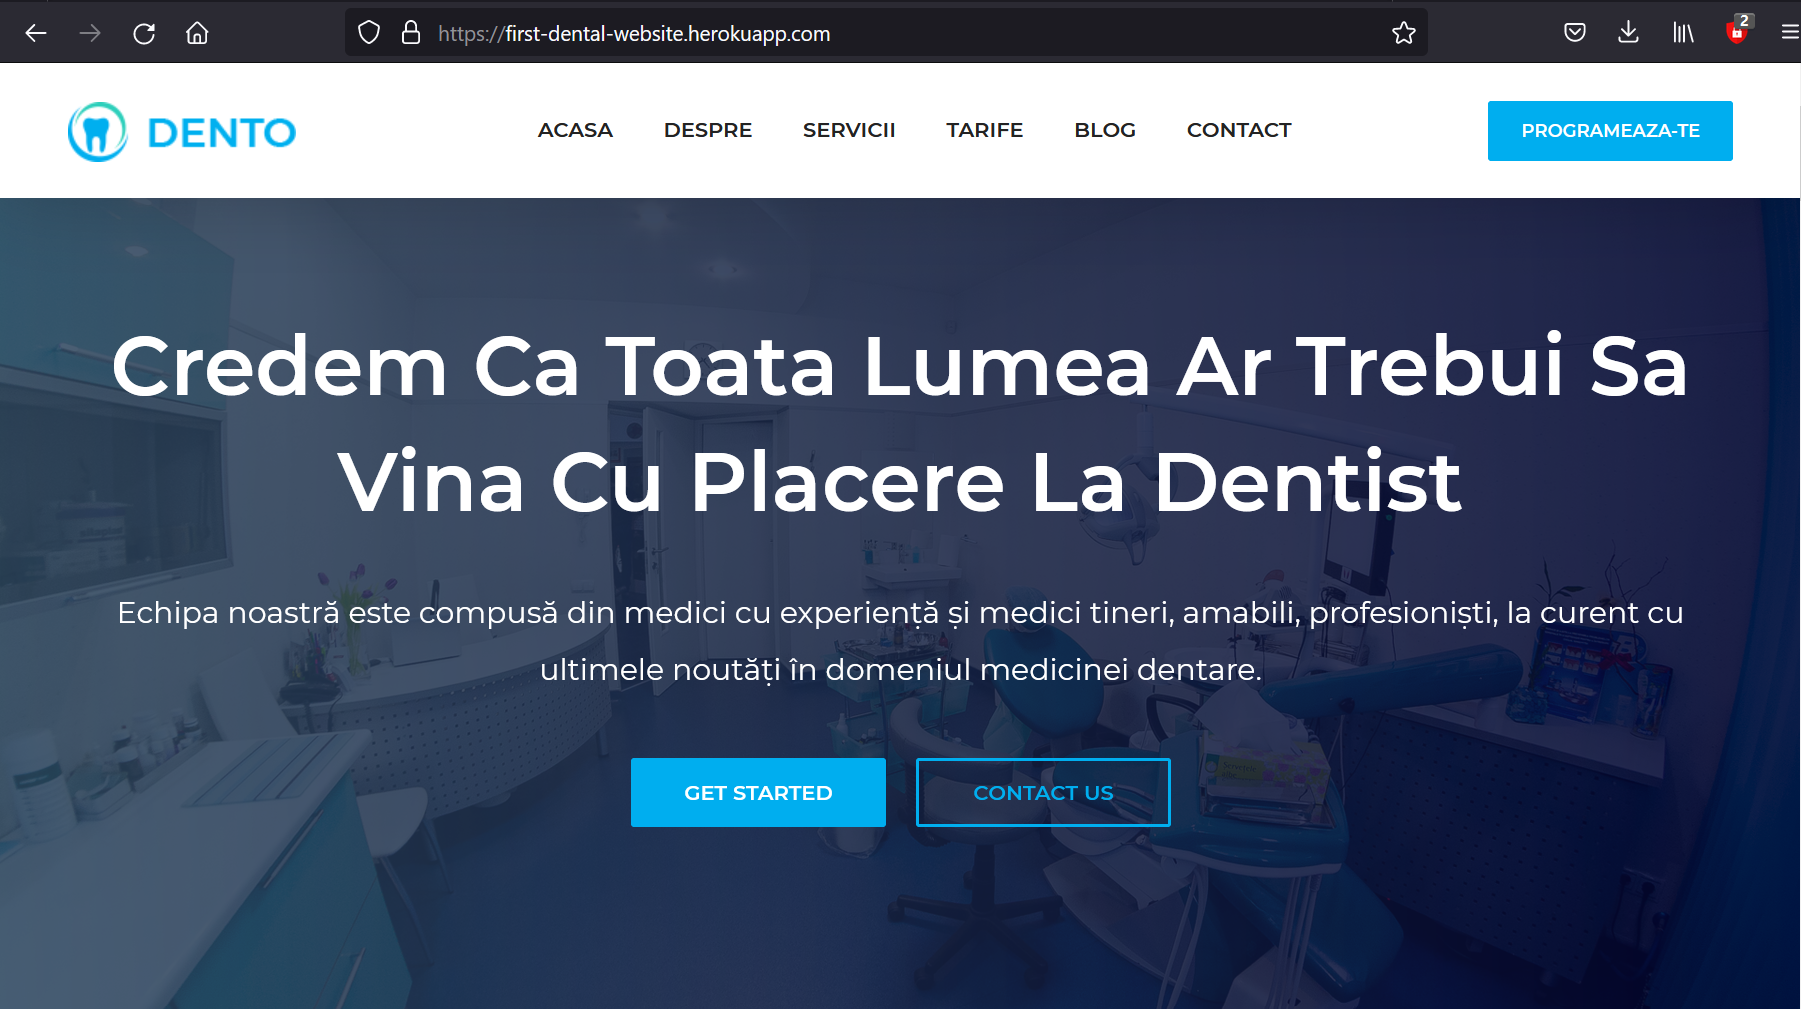 https://first-dental-website.herokuapp.com
2
DENTO
ACASA DESPRE SERVICII TARIFE BLOG CONTACT
PROGRAMEAZA-TE
Credem Ca Toata Lumea Ar Trebui Sa
Vina Cu Placere La Dentist
Echipa noastră este compusă din medici cu experiență și medici tineri, amabili, profesioniști, la curent cu
ultimele noutăți în domeniul medicinei dentare.
GET STARTED
CONTACT US